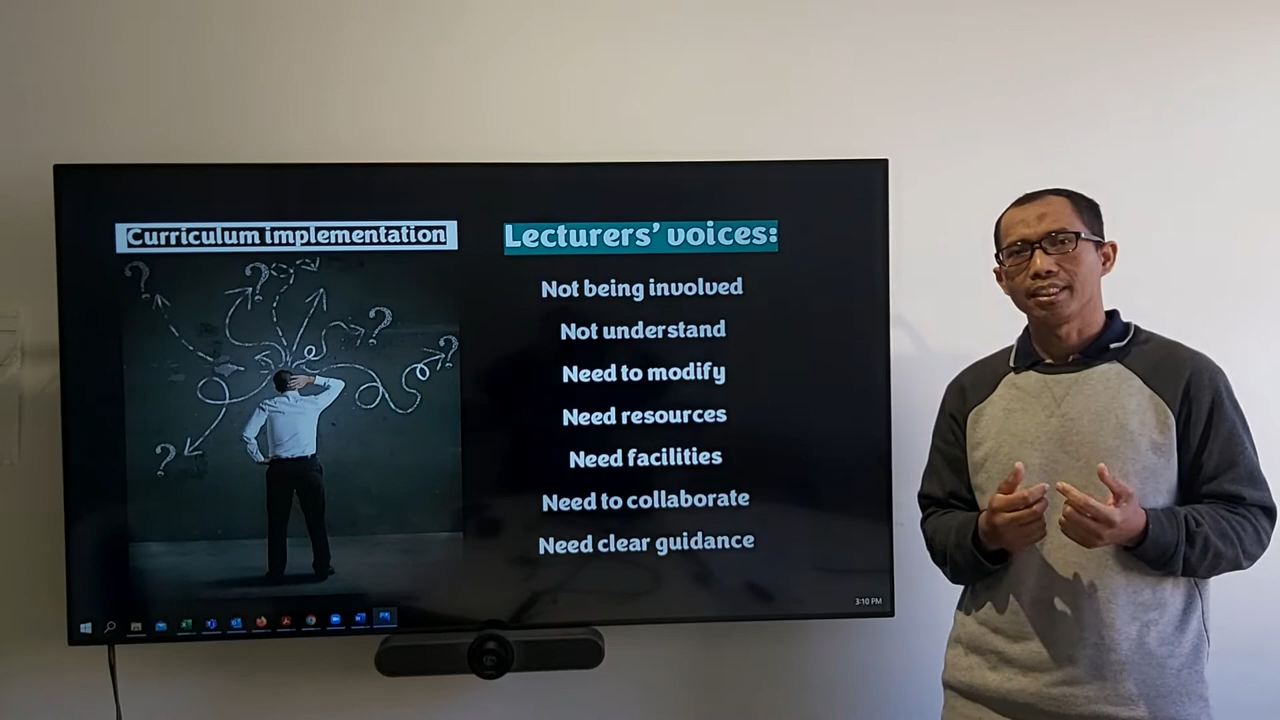 Curriculum implementation
Lecturers' voices:
Not being involved
Not understand
Need to modify
Need resources
Need facilities
Need to collaborate
Need clear guidance
? ? ? ? ?
3:10 PM